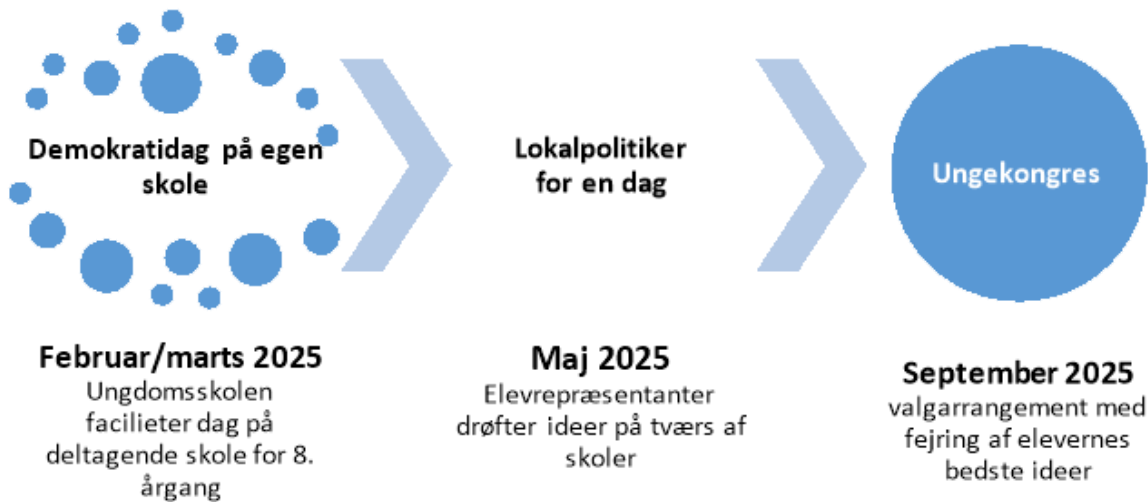 Demokratidag på egen
skole
Lokalpolitiker
for en dag
Ungekongres
Februar/marts 2025
Ungdomsskolen
facilieter dag på
deltagende skole for 8.
årgang
Maj 2025
Elevrepræsentanter
drøfter ideer på tværs af
skoler
September 2025
valgarrangement med
fejring af elevernes
bedste ideer